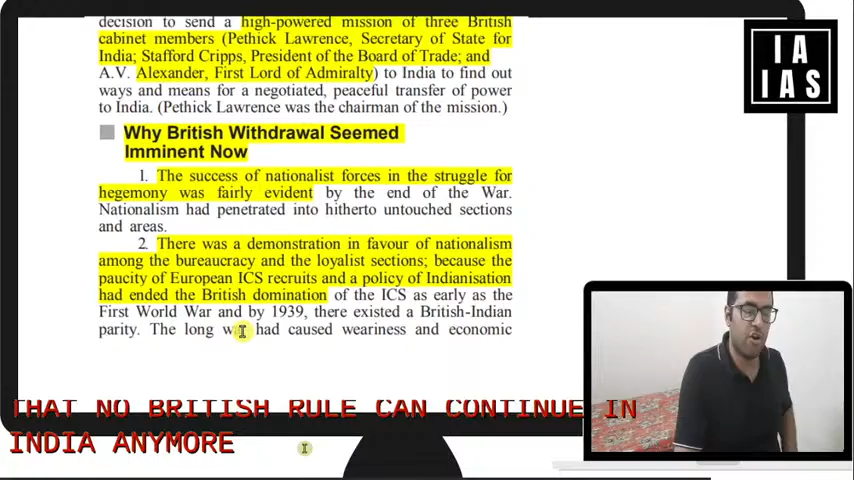 decision to send a high-powered mission of three British
cabinet members (Pethick Lawrence, Secretary of State for
India; Stafford Cripps, President of the Board of Trade; and
A.V. Alexander, First Lord of Admiralty) to India to find out
ways and means for a negotiated, peaceful transfer of power
to India. (Pethick Lawrence was the chairman of the mission.)
Why British Withdrawal Seemed
Imminent Now
1. The success of nationalist forces in the struggle for
hegemony was fairly evident by the end of the War.
Nationalism had penetrated into hitherto untouched sections
and areas.
2. There was a demonstration in favour of nationalism
among the bureaucracy and the loyalist sections; because the
paucity of European ICS recruits and a policy of Indianisation
had ended the British domination of the ICS as early as the
First World War and by 1939, there existed a British-Indian
parity. The long had caused weariness and economic
THAT NO BRITISH RULE CAN CONTINUE IN
INDIA ANYMORE
IA
IAS